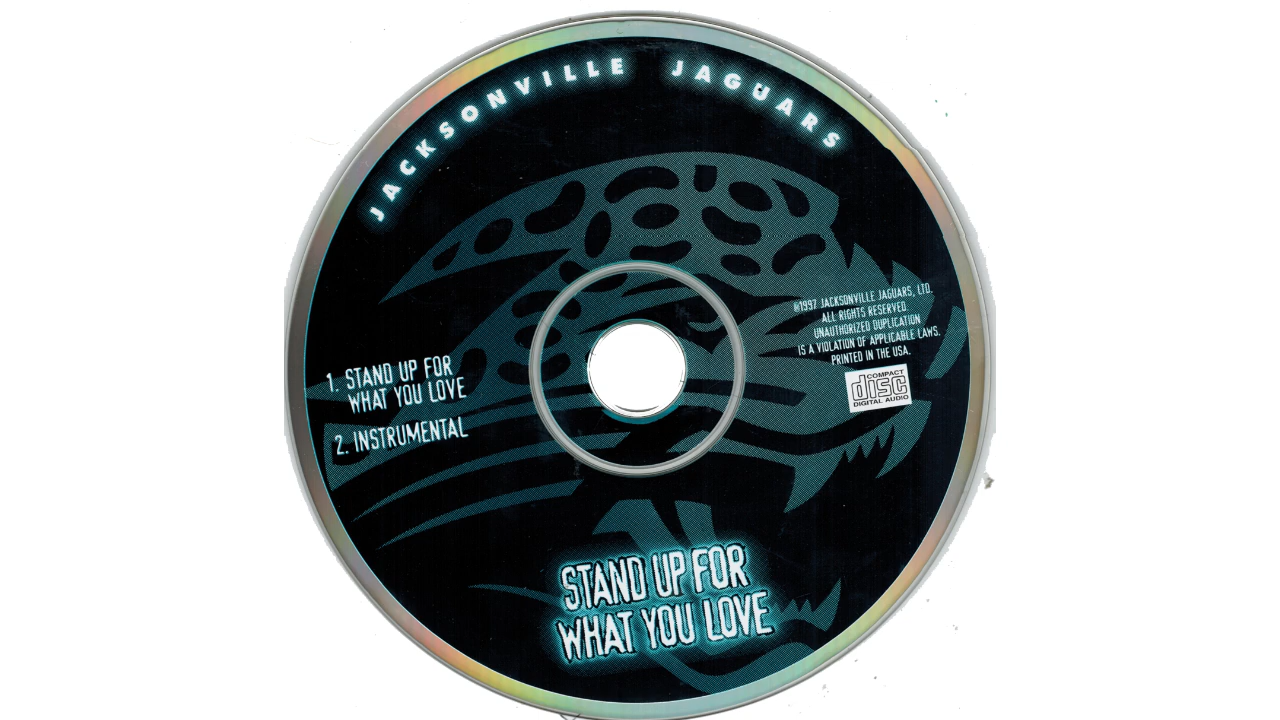 JACKSONVILLE JAGUARS
1. STAND UP FOR
WHAT YOU LOVE
2. INSTRUMENTAL
©1997 JACKSONVILLE JAGUARS, LTD.
ALL RIGHTS RESERVED.
UNAUTHORIZED DUPLICATION
IS A VIOLATION OF APPLICABLE LAWS.
PRINTED IN THE USA.
COMPACT
disc
DIGITAL AUDIO
STAND UP FOR
WHAT YOU LOVE